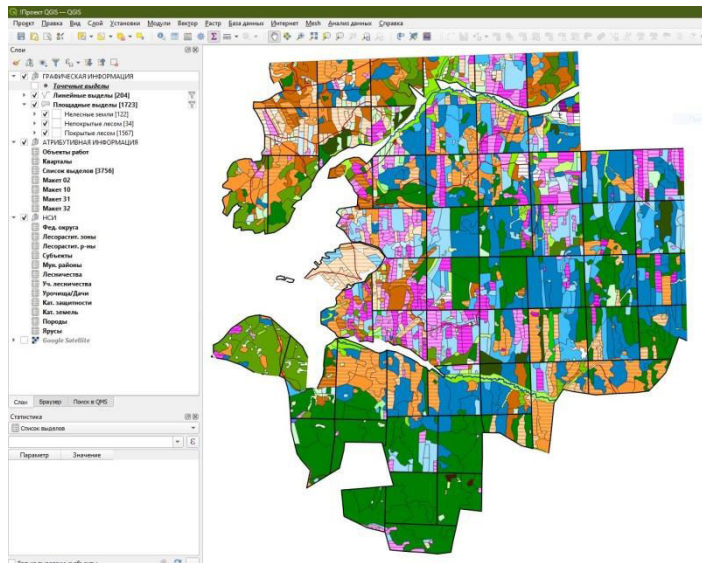 !Проект QGIS — QGIS
Проект Правка Вид Слой Установки Модули Вектор Растр База данных Интернет Mesh Анализ данных Справка
Слои
ГРАФИЧЕСКАЯ ИНФОРМАЦИЯ
Точечные выделы
Линейные выделы [204]
Площадные выделы [1723]
Нелесные земли [122]
Непокрытые лесом [34]
Покрытые лесом [1567]
АТРИБУТИВНАЯ ИНФОРМАЦИЯ
Объекты работ
Кварталы
Список выделов [3756]
Макет 02
Макет 10
Макет 31
Макет 32
НСИ
Фед. округа
Лесорастит. зоны
Лесорастит. р-ны
Субъекты
Мун. районы
Лесничества
Уч. лесничества
Урочища/Дачи
Кат. защитности
Кат. земель
Породы
Ярусы
Google Satellite
Слои Браузер Поиск в QMS
Статистика
Список выделов
ε
Параметр Значение